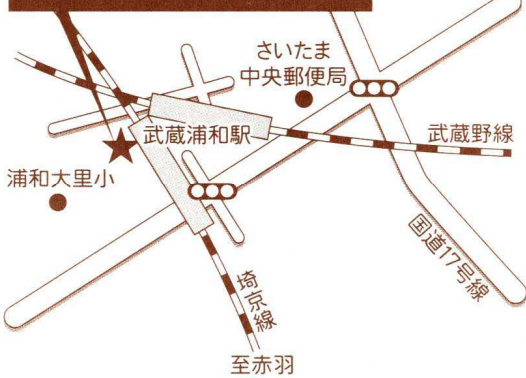 さいたま
中央郵便局
武蔵浦和駅
武蔵野線
浦和大里小
国道17号線
埼京線
至赤羽